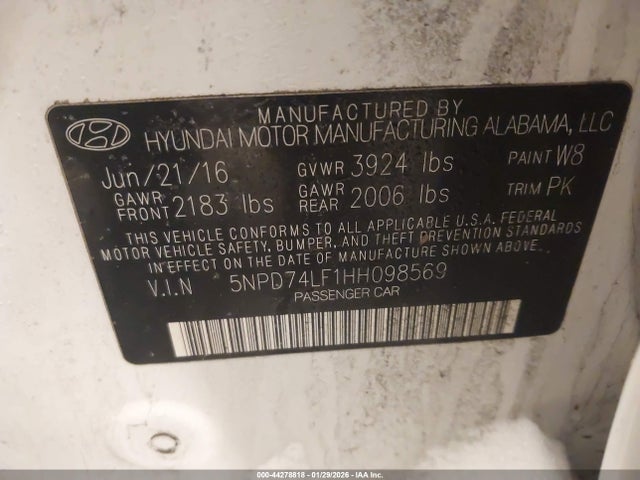 MANUFACTURED BY
HYUNDAI MOTOR MANUFACTURING ALABAMA, LLC
Jun/21/16 GVWR 3924 lbs PAINT W8
GAWR FRONT 2183 lbs GAWR REAR 2006 lbs TRIM PK
THIS VEHICLE CONFORMS TO ALL APPLICABLE U.S.A. FEDERAL
MOTOR VEHICLE SAFETY, BUMPER, AND THEFT PREVENTION STANDARDS
IN EFFECT ON THE DATE OF MANUFACTURE SHOWN ABOVE.
V.I.N 5NPD74LF1HH098569
PASSENGER CAR
000-44278818 - 01/29/2026 - IAA Inc.